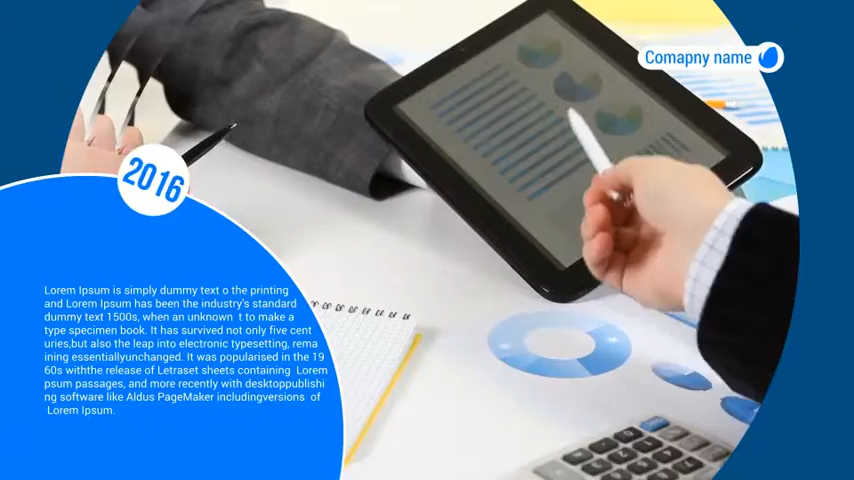 Comapny name
2016
Lorem Ipsum is simply dummy text o the printing
and Lorem Ipsum has been the industry's standard
dummy text 1500s, when an unknown  t to make a
type specimen book. It has survived not only five cent
uries,but also the leap into electronic typesetting, rema
ining essentiallyunchanged. It was popularised in the 19
60s withthe release of Letraset sheets containing  Lorem
psum passages, and more recently with desktoppublishi
ng software like Aldus PageMaker includingversions  of
Lorem Ipsum.